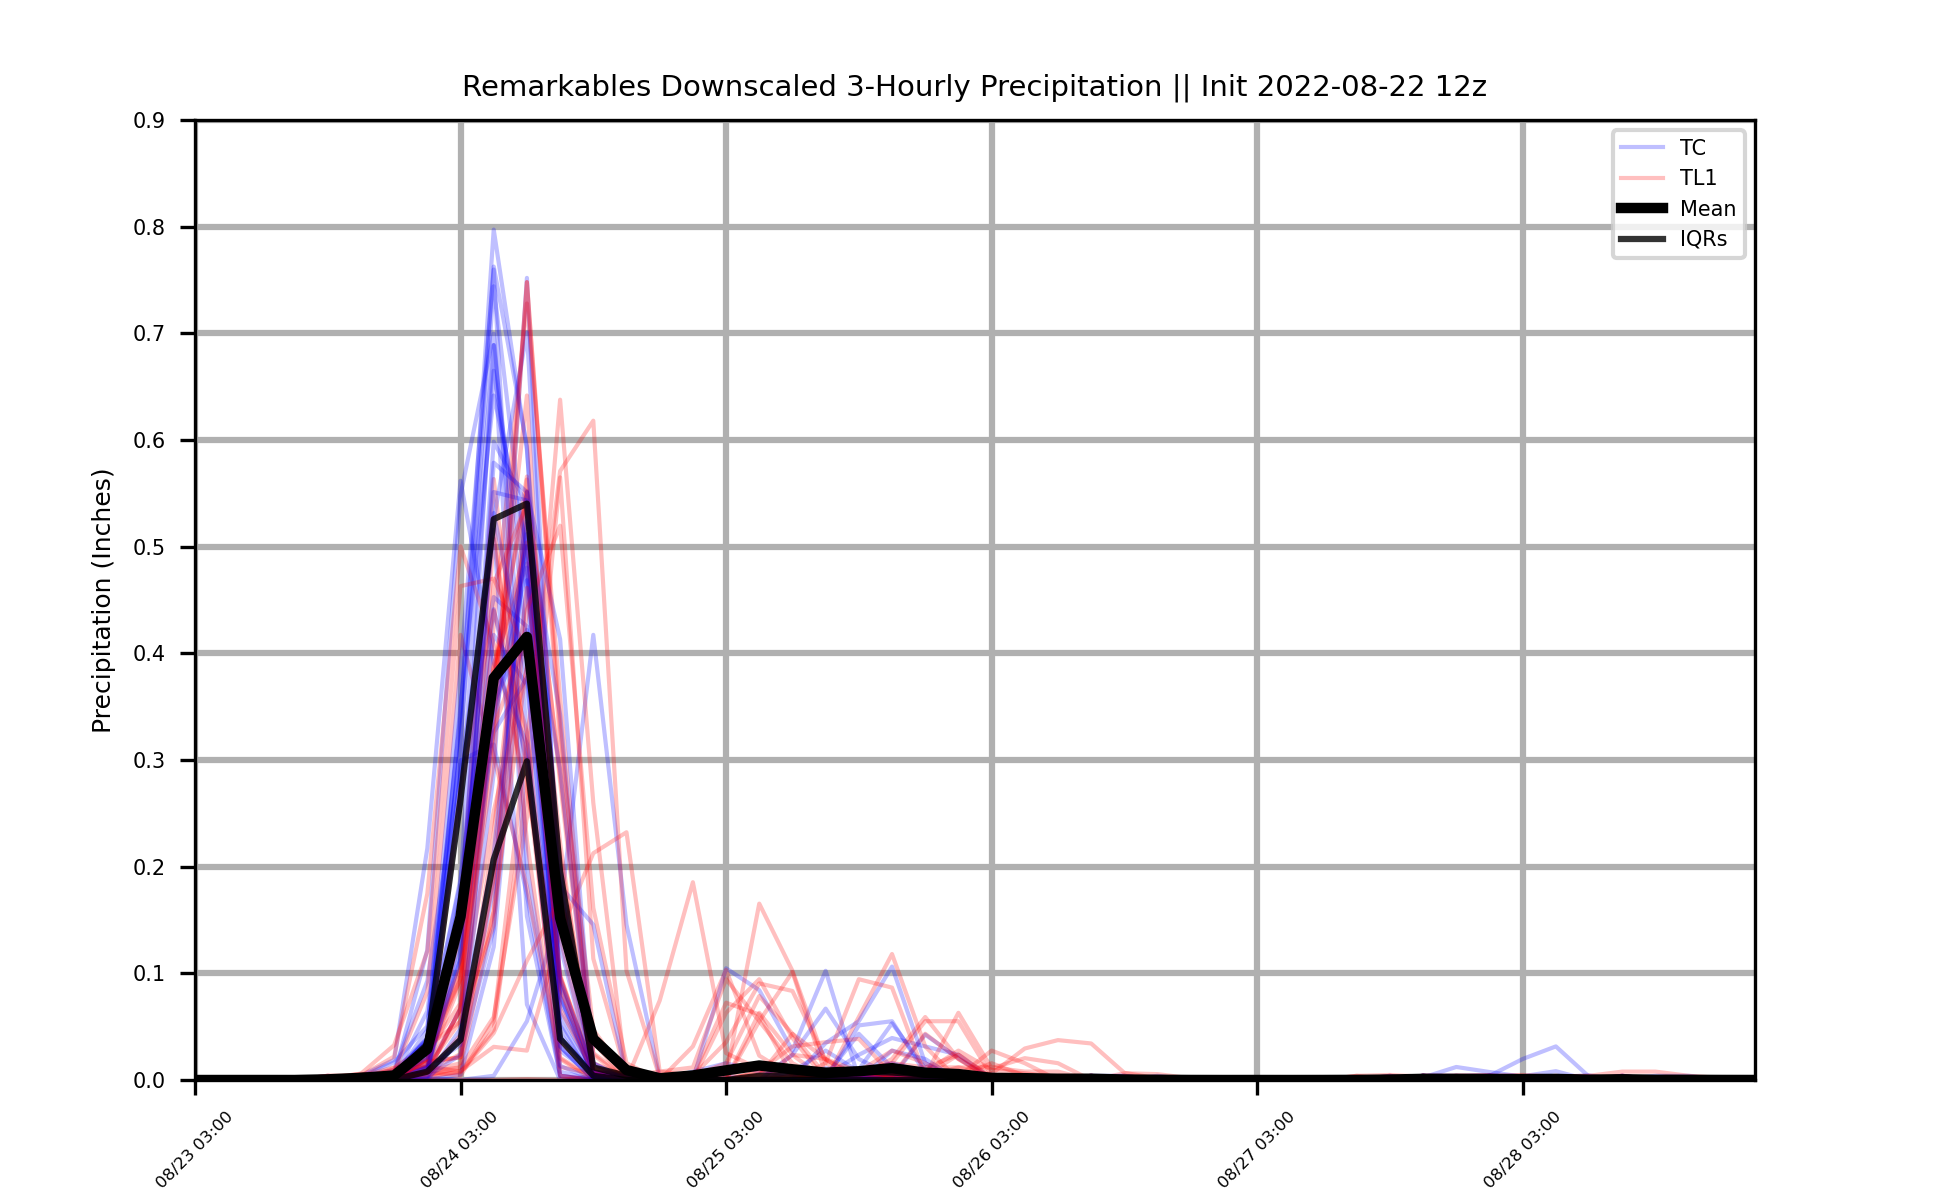 Remarkables Downscaled 3-Hourly Precipitation || Init 2022-08-22 12z
0.9
0.8
0.7
0.6
0.5
0.4
0.3
0.2
0.1
0.0
Precipitation (Inches)
TC
TL1
Mean
IQRs
08/23 03:00
08/24 03:00
08/25 03:00
08/26 03:00
08/27 03:00
08/28 03:00